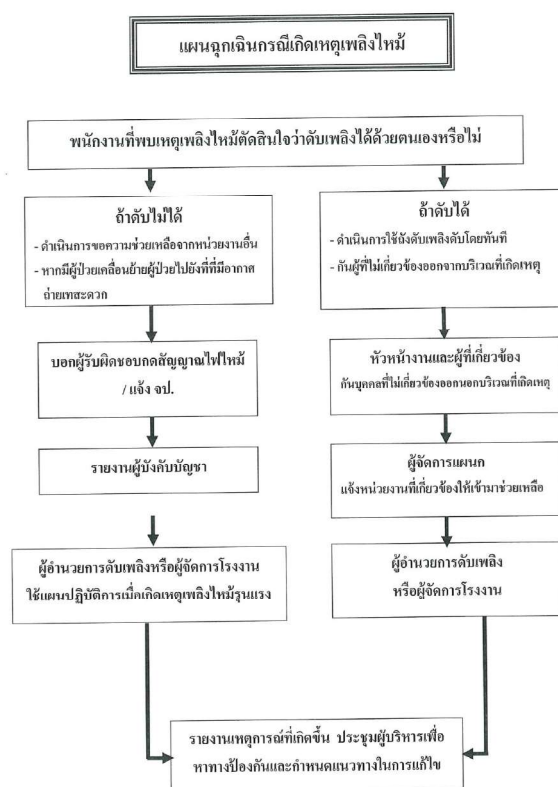 แผนฉุกเฉินกรณีเกิดเหตุเพลิงไหม้
พนักงานที่พบเหตุเพลิงไหม้ตัดสินใจว่าดับเพลิงได้ด้วยตนเองหรือไม่
ถ้าดับไม่ได้
- ดำเนินการขอความช่วยเหลือจากหน่วยงานอื่น
- หากมีผู้ป่วยเคลื่อนย้ายผู้ป่วยไปยังที่ที่มีอากาศ
ถ่ายเทสะดวก
บอกผู้รับผิดชอบกดสัญญาณไฟไหม้
/ แจ้ง จป.
รายงานผู้บังคับบัญชา
ผู้อำนวยการดับเพลิงหรือผู้จัดการโรงงาน
ใช้แผนปฏิบัติการเมื่อเกิดเหตุเพลิงไหม้รุนแรง
ถ้าดับได้
- ดำเนินการใช้ถังดับเพลิงดับโดยทันที
- กันผู้ที่ไม่เกี่ยวข้องออกจากบริเวณที่เกิดเหตุ
หัวหน้างานและผู้ที่เกี่ยวข้อง
กันบุคคลที่ไม่เกี่ยวข้องออกนอกบริเวณที่เกิดเหตุ
ผู้จัดการแผนก
แจ้งหน่วยงานที่เกี่ยวข้องให้เข้ามาช่วยเหลือ
ผู้อำนวยการดับเพลิง
หรือผู้จัดการโรงงาน
รายงานเหตุการณ์ที่เกิดขึ้น ประชุมผู้บริหารเพื่อ
หาทางป้องกันและกำหนดแนวทางในการแก้ไข